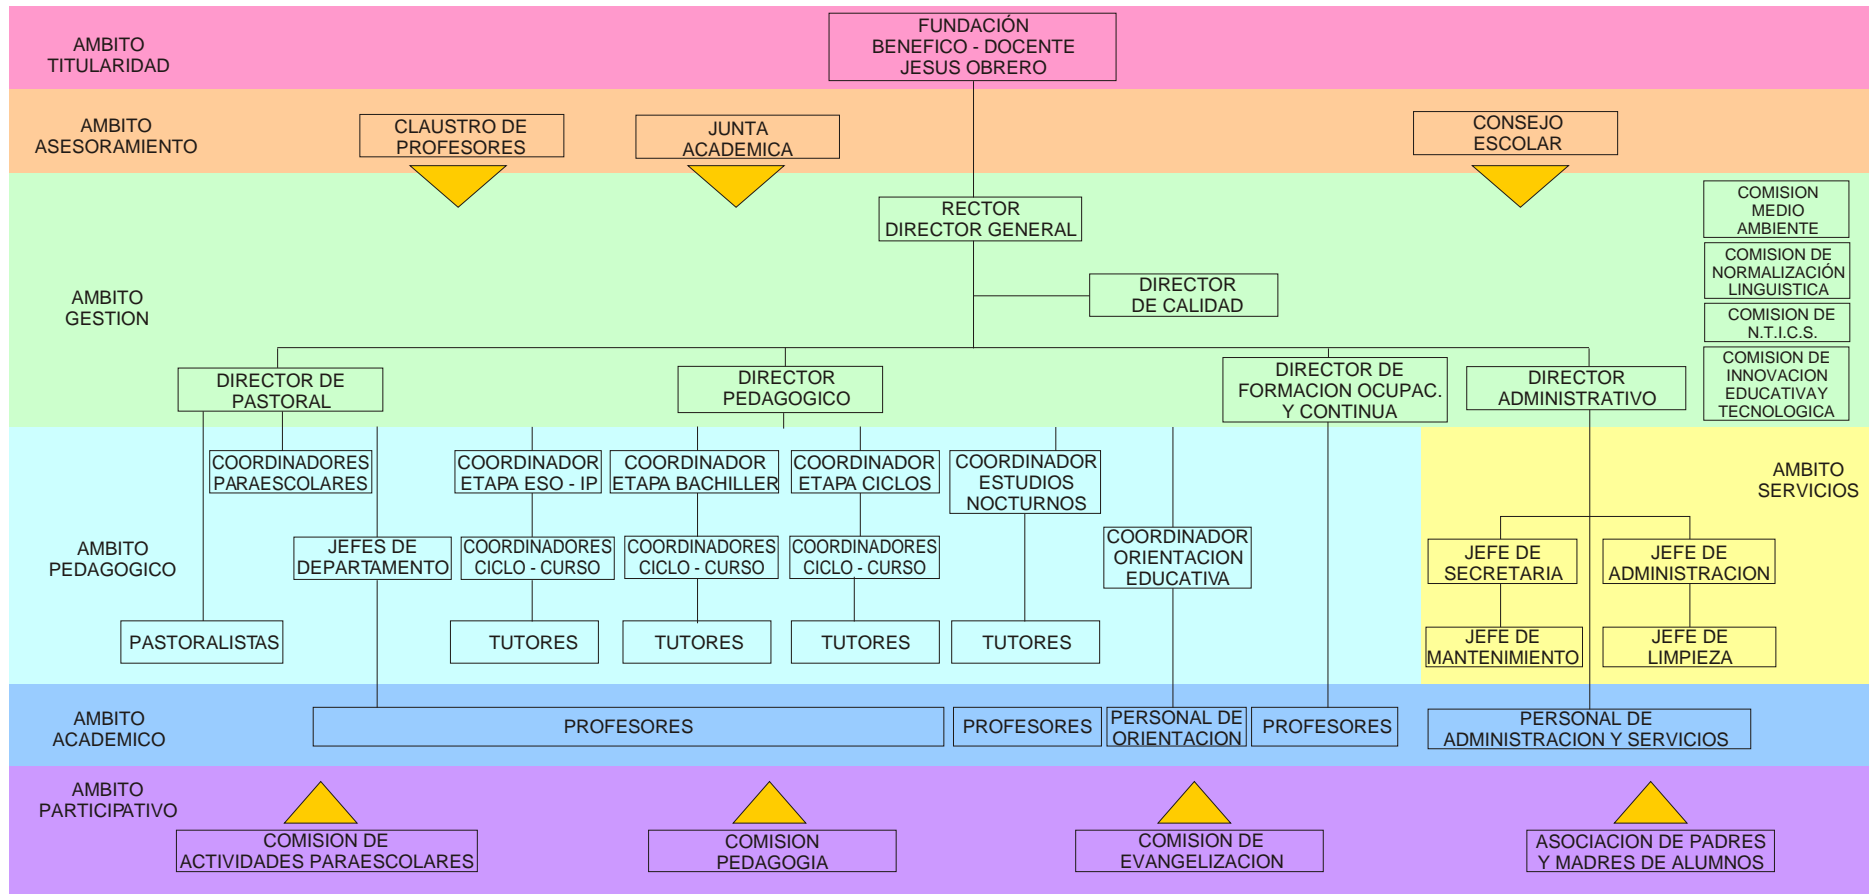 FUNDACIÓN
BENEFICO - DOCENTE
JESUS OBRERO
AMBITO
TITULARIDAD
AMBITO
ASESORAMIENTO
CLAUSTRO DE
PROFESORES
JUNTA
ACADEMICA
CONSEJO
ESCOLAR
RECTOR
DIRECTOR GENERAL
COMISION
MEDIO
AMBIENTE
COMISION DE
NORMALIZACIÓN
LINGUISTICA
COMISION DE
N.T.I.C.S.
COMISION DE
INNOVACION
EDUCATIVA Y
TECNOLOGICA
AMBITO
GESTION
DIRECTOR
DE CALIDAD
DIRECTOR DE
PASTORAL
DIRECTOR
PEDAGOGICO
DIRECTOR DE
FORMACION OCUPAC.
Y CONTINUA
DIRECTOR
ADMINISTRATIVO
COORDINADORES
PARAESCOLARES
COORDINADOR
ETAPA ESO - IP
COORDINADOR
ETAPA BACHILLER
COORDINADOR
ETAPA CICLOS
COORDINADOR
ESTUDIOS
NOCTURNOS
AMBITO
SERVICIOS
AMBITO
PEDAGOGICO
JEFES DE
DEPARTAMENTO
COORDINADORES
CICLO - CURSO
COORDINADORES
CICLO - CURSO
COORDINADORES
CICLO - CURSO
COORDINADOR
ORIENTACION
EDUCATIVA
JEFE DE
SECRETARIA
JEFE DE
ADMINISTRACION
PASTORALISTAS
TUTORES
TUTORES
TUTORES
TUTORES
JEFE DE
MANTENIMIENTO
JEFE DE
LIMPIEZA
AMBITO
ACADEMICO
PROFESORES
PROFESORES
PERSONAL DE
ORIENTACION
PROFESORES
PERSONAL DE
ADMINISTRACION Y SERVICIOS
AMBITO
PARTICIPATIVO
COMISION DE
ACTIVIDADES PARAESCOLARES
COMISION
PEDAGOGIA
COMISION DE
EVANGELIZACION
ASOCIACION DE PADRES
Y MADRES DE ALUMNOS